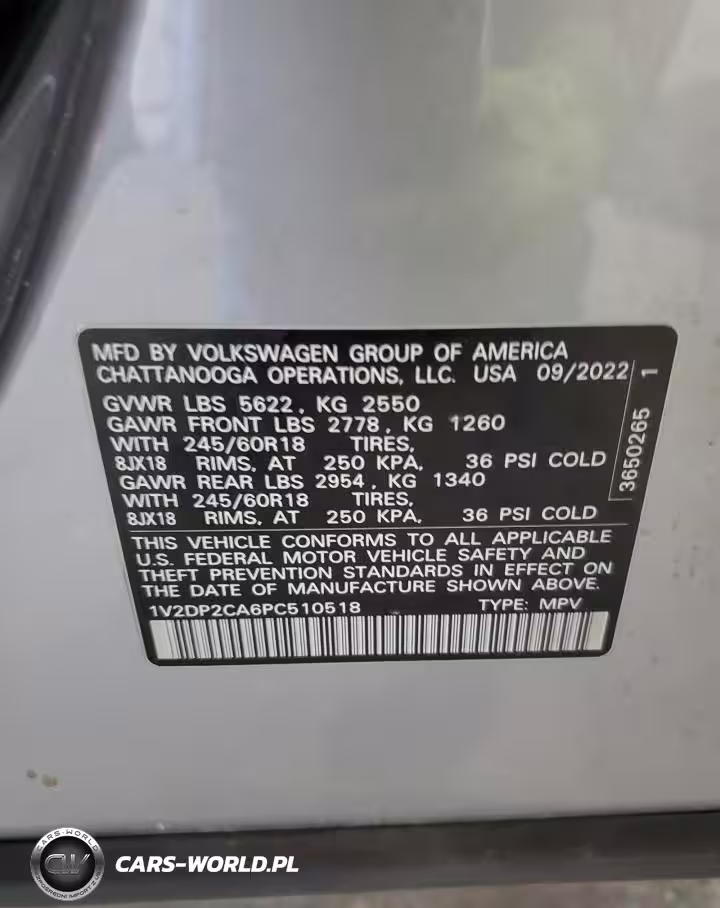 MFD BY VOLKSWAGEN GROUP OF AMERICA
CHATTANOOGA OPERATIONS, LLC. USA 09/2022
GVWR LBS 5622, KG 2550
GAWR FRONT LBS 2778, KG 1260
WITH 245/60R18 TIRES,
8JX18 RIMS, AT 250 KPA, 36 PSI COLD
GAWR REAR LBS 2954, KG 1340
WITH 245/60R18 TIRES,
8JX18 RIMS, AT 250 KPA, 36 PSI COLD
3650265 1
THIS VEHICLE CONFORMS TO ALL APPLICABLE
U.S. FEDERAL MOTOR VEHICLE SAFETY AND
THEFT PREVENTION STANDARDS IN EFFECT ON
THE DATE OF MANUFACTURE SHOWN ABOVE.
1V2DP2CA6PC510518 TYPE: MPV
CARS-WORLD
CW
CARS-WORLD.PL